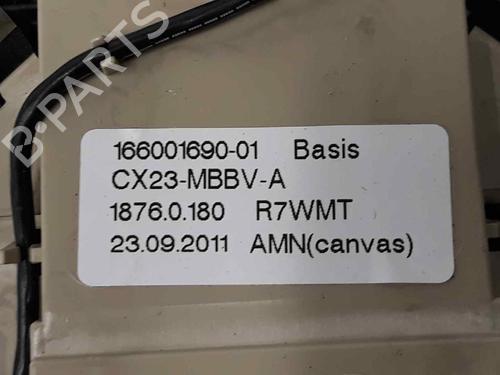 B-PARTS
166001690-01 Basis
CX23-MBBV-A
1876.0.180 R7WMT
23.09.2011 AMN(canvas)